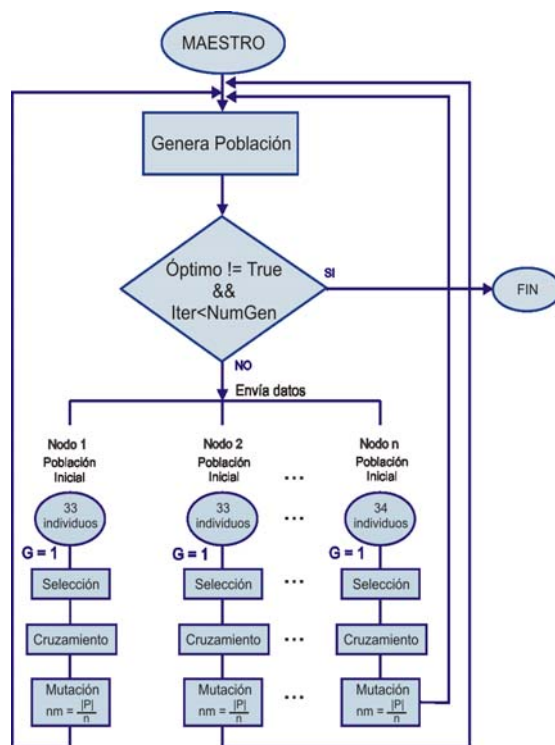 MAESTRO
Genera Población
Óptimo != True
&&
Iter<NumGen
SI
FIN
NO
Envía datos
Nodo 1
Población
Inicial
Nodo 2
Población
Inicial
...
Nodo n
Población
Inicial
33
individuos
33
individuos
...
34
individuos
G = 1
G = 1
...
G = 1
Selección
Selección
...
Selección
Cruzamiento
Cruzamiento
...
Cruzamiento
Mutación
nm = |P|/n
Mutación
nm = |P|/n
...
Mutación
nm = |P|/n